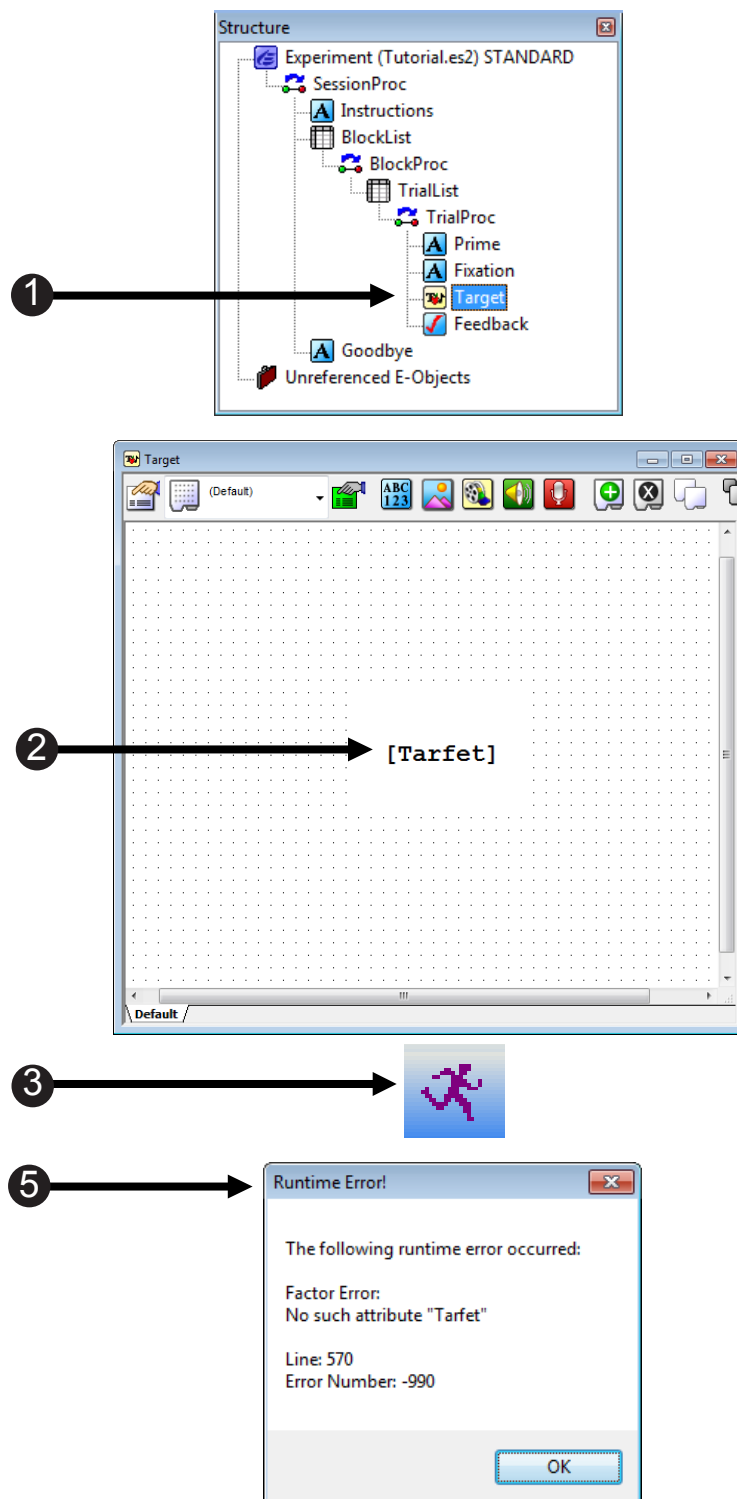 Structure
Experiment (Tutorial.es2) STANDARD
SessionProc
A Instructions
BlockList
BlockProc
TrialList
TrialProc
A Prime
A Fixation
1
Target
Feedback
A Goodbye
Unreferenced E-Objects
Target
(Default)
ABC
123
2
[Tarfet]
Default
3
5
Runtime Error!
The following runtime error occurred:
Factor Error:
No such attribute "Tarfet"
Line: 570
Error Number: -990
OK